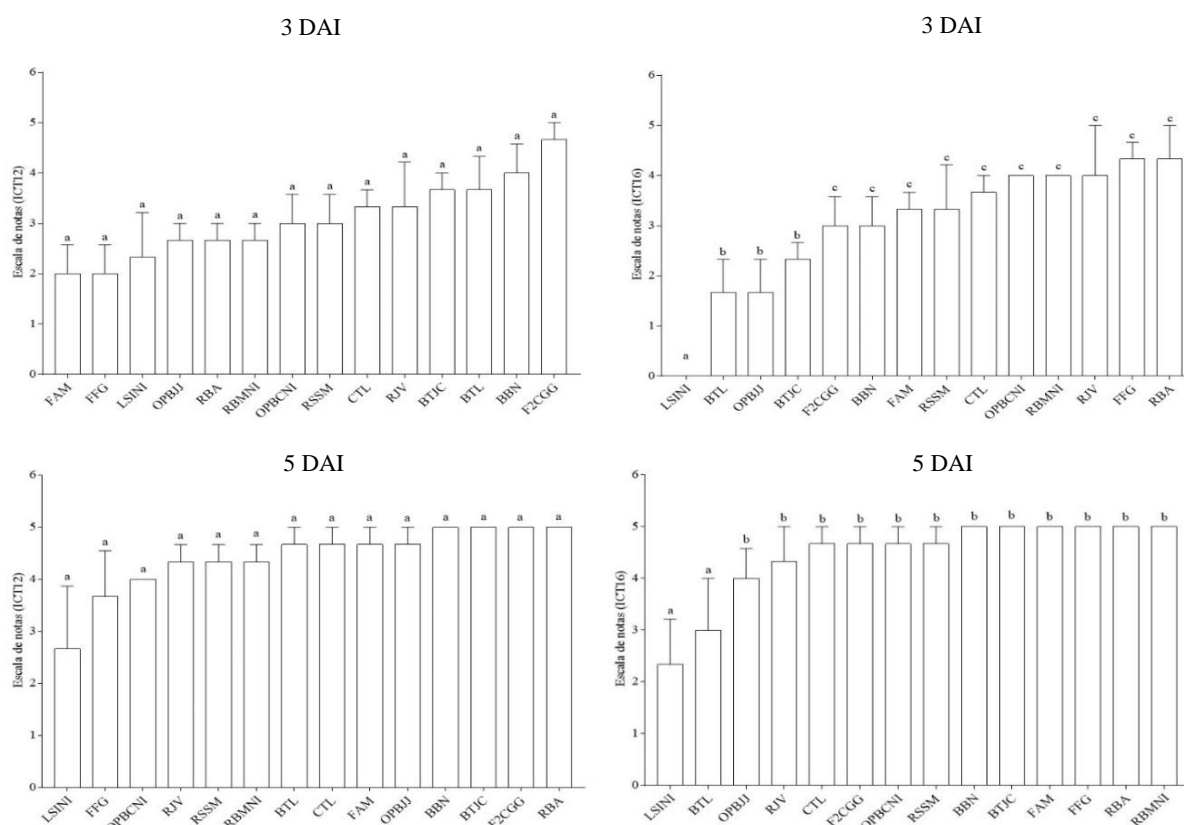 3 DAI
Escala de notas (ICT12)
6
5
4
3
2
1
0
a a a a a a a a a a a a a a
FAM FFG LSINI OPBJJ RBA RBMNI OPBCNI RSSM CTL RJV BTJC BTL BBN F2CGG
3 DAI
Escala de notas (ICT16)
6
5
4
3
2
1
0
a b b b c c c c c c c c c c
LSINI BTL OPBJJ BTJC F2CGG BBN FAM RSSM CTL OPBCNI RBMNI RJV FFG RBA
5 DAI
Escala de notas (ICT12)
6
5
4
3
2
1
0
a a a a a a a a a a a a a a
LSINI FFG OPBCNI RJV RSSM RBMNI BTL CTL FAM OPBJJ BBN BTJC F2CGG RBA
5 DAI
Escala de notas (ICT16)
6
5
4
3
2
1
0
a a b b b b b b b b b b b b
LSINI BTL OPBJJ RJV CTL F2CGG OPBCNI RSSM BBN BTJC FAM FFG RBA RBMNI